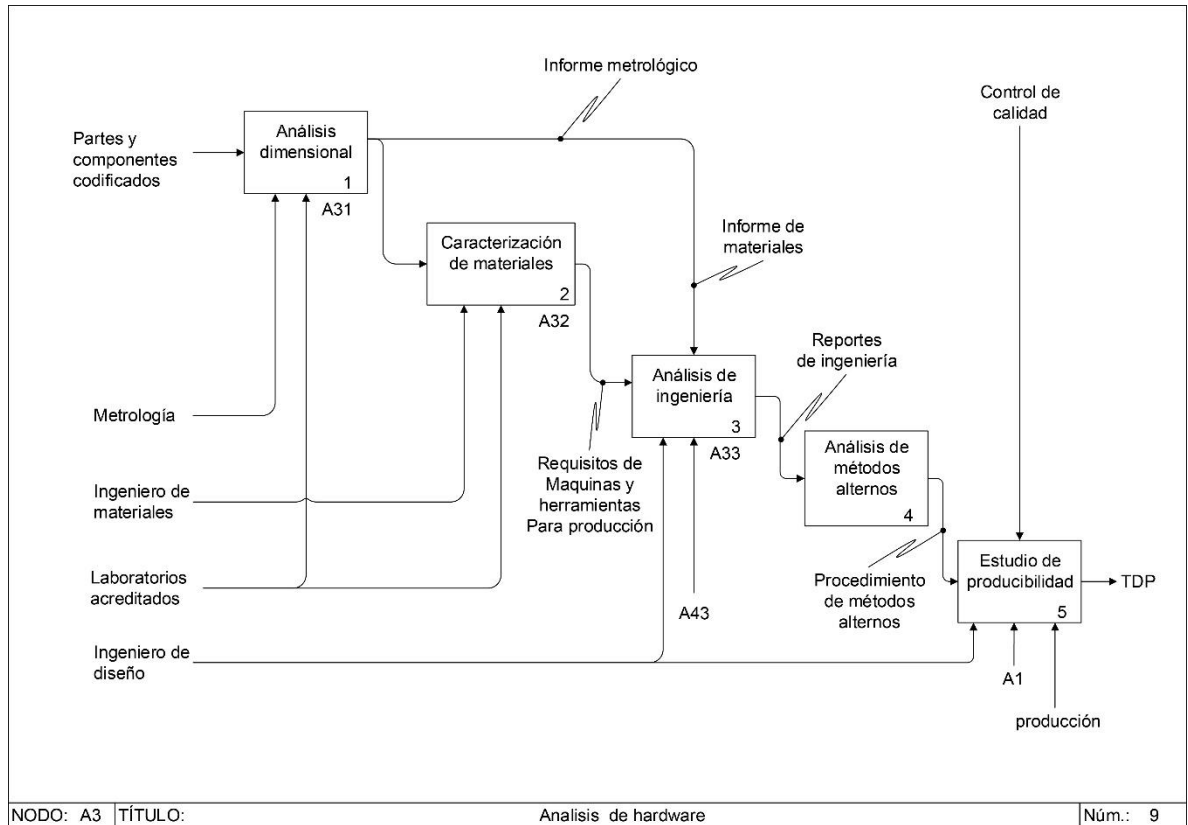 Informe metrológico
Control de
calidad
Partes y
componentes
codificados
Análisis
dimensional
1
A31
Informe de
materiales
Caracterización
de materiales
2
A32
Reportes
de ingeniería
Análisis de
ingeniería
3
A33
Metrología
Requisitos de
Maquinas y
herramientas
Para producción
Análisis de
métodos
alternos
4
Ingeniero de
materiales
Estudio de
producibilidad
5
TDP
Procedimiento
de métodos
alternos
Laboratorios
acreditados
A43
Ingeniero de
diseño
A1
producción
NODO: A3 TÍTULO: Analisis de hardware Núm.: 9